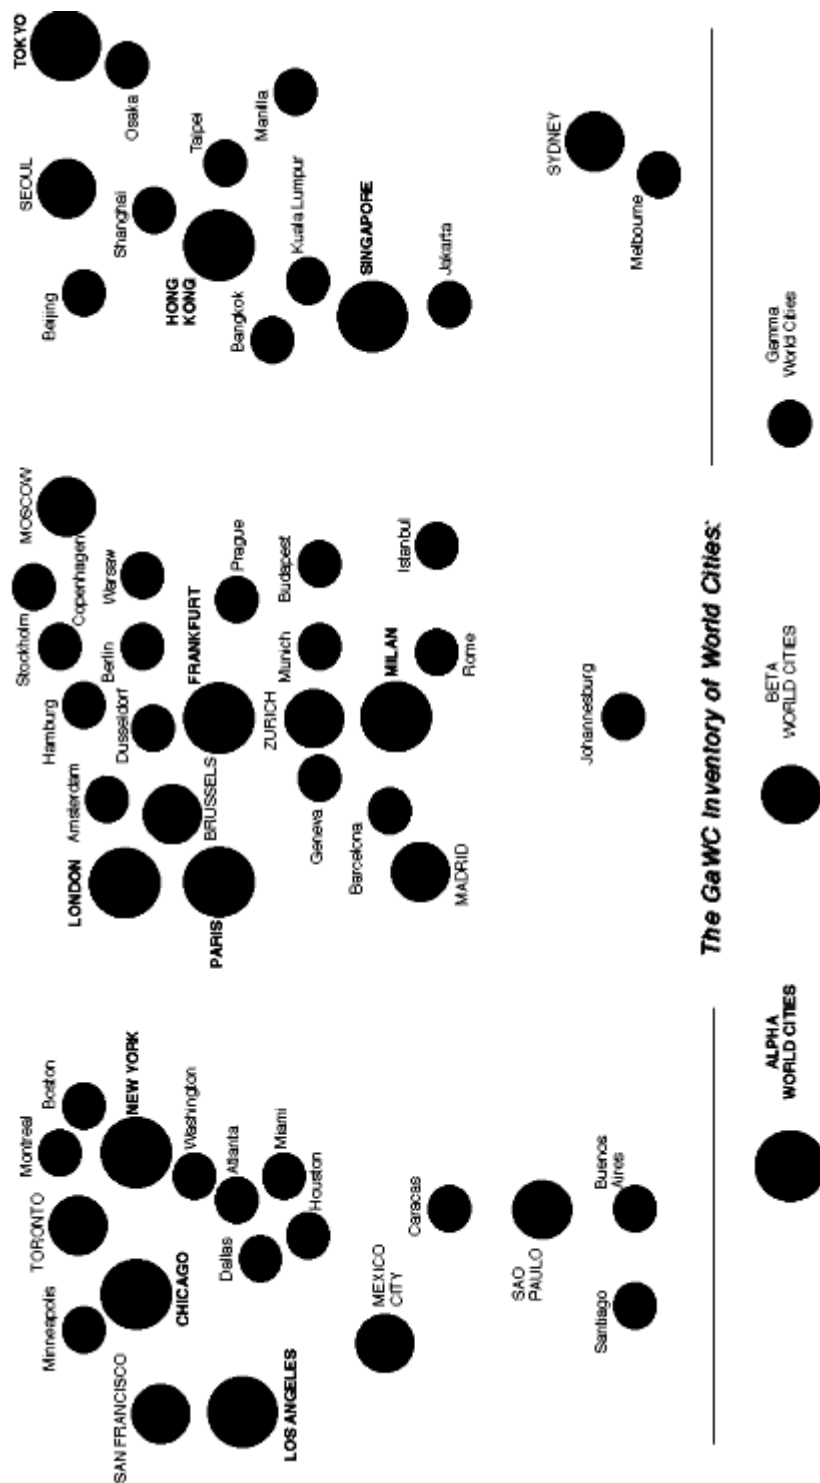 SAN FRANCISCO
LOS ANGELES
Minneapolis
CHICAGO
TORONTO
Montreal
Boston
NEW YORK
Washington
Atlanta
Miami
Houston
Dallas
MEXICO
CITY
Caracas
SAO
PAULO
Santiago
Buenos
Aires
LONDON
PARIS
Amsterdam
BRUSSELS
Hamburg
Dusseldorf
FRANKFURT
Stockholm
Copenhagen
MOSCOW
Berlin
Warsaw
Prague
ZURICH
Geneva
Munich
Budapest
Barcelona
MADRID
MILAN
Rome
Istanbul
Johannesburg
Beijing
SEOUL
TOKYO
Osaka
Shanghai
HONG
KONG
Taipei
Manilla
Bangkok
Kuala Lumpur
SINGAPORE
Jakarta
SYDNEY
Melbourne
The GaWC Inventory of World Cities:
ALPHA
WORLD CITIES
BETA
WORLD CITIES
Gamma
World Cities